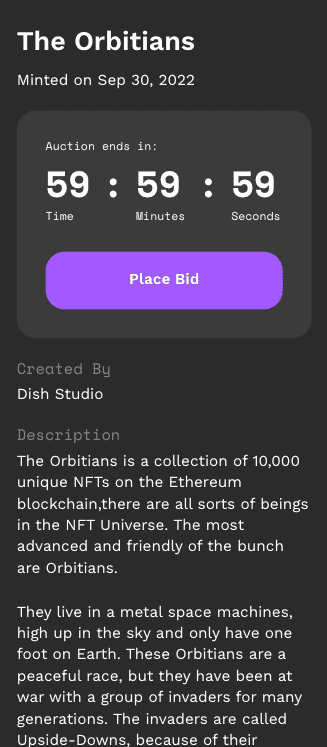 The Orbitians
Minted on Sep 30, 2022
Auction ends in:
59 : 59 : 59
Time Minutes Seconds
Place Bid
Created By
Dish Studio
Description
The Orbitians is a collection of 10,000
unique NFTs on the Ethereum
blockchain,there are all sorts of beings
in the NFT Universe. The most
advanced and friendly of the bunch
are Orbitians.
They live in a metal space machines,
high up in the sky and only have one
foot on Earth. These Orbitians are a
peaceful race, but they have been at
war with a group of invaders for many
generations. The invaders are called
Upside-Downs, because of their